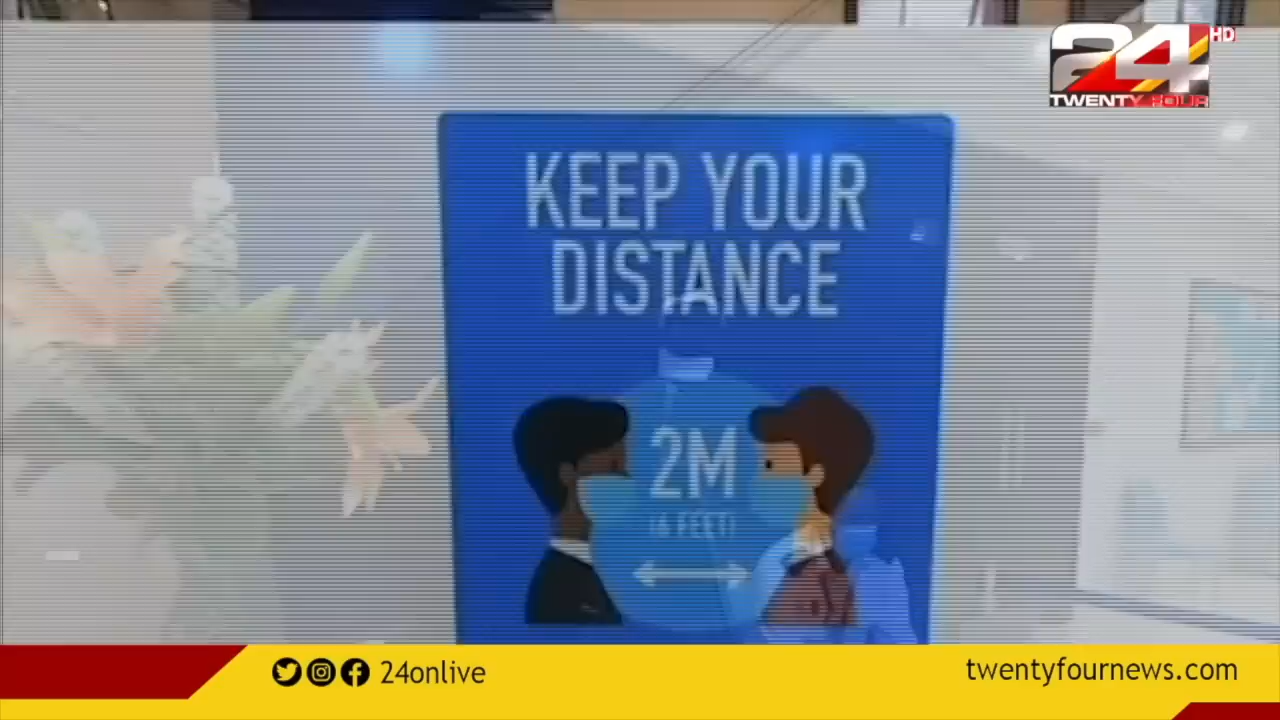 24 HD
TWENTY FOUR
KEEP YOUR
DISTANCE
2M
(6 FEET)
24onlive
twentyfournews.com